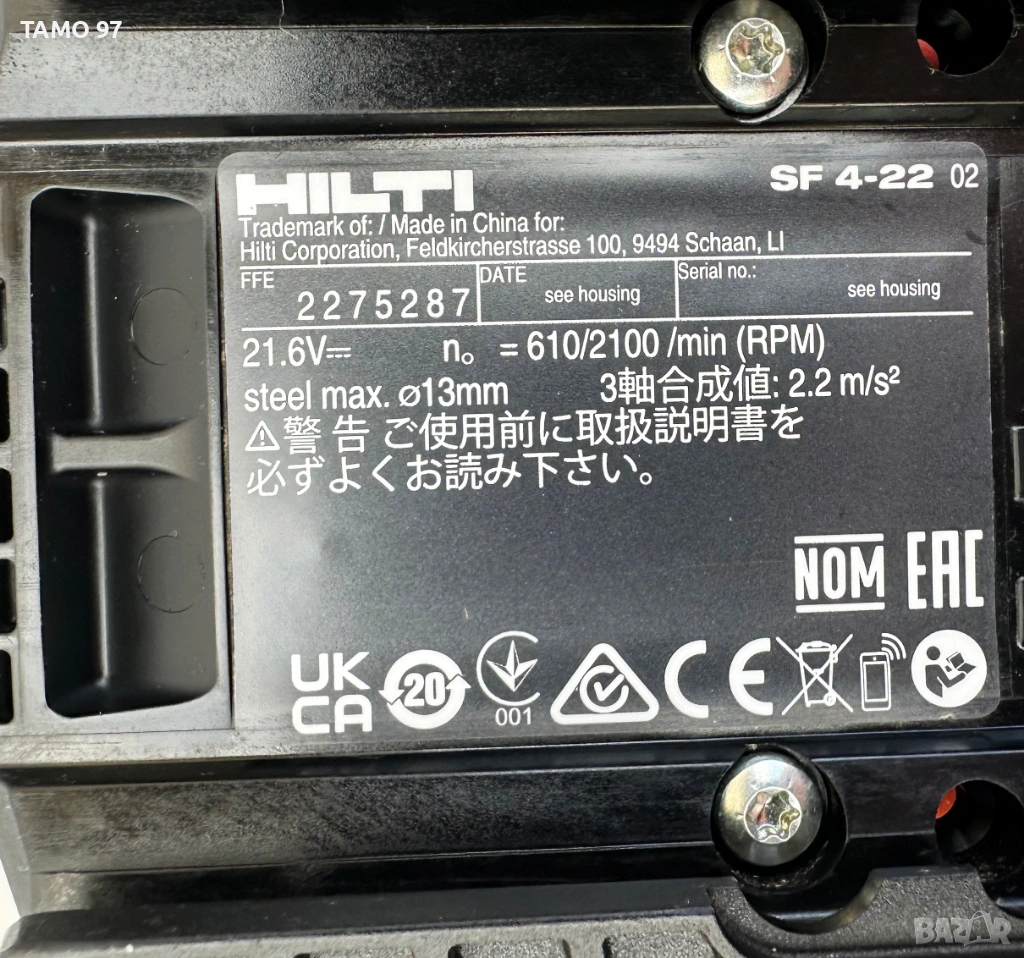 TAMO 97
HILTI
SF 4-22 02
Trademark of: / Made in China for:
Hilti Corporation, Feldkircherstrasse 100, 9494 Schaan, LI
FFE 2275287
DATE see housing
Serial no.: see housing
21.6V⎓ n₀ = 610/2100 /min (RPM)
steel max. ø13mm 3軸合成値: 2.2 m/s²
⚠警 告 ご使用前に取扱説明書を
必ずよくお読み下さい。
NOM EAC
UK
CA
20
001
CE
BAZAR